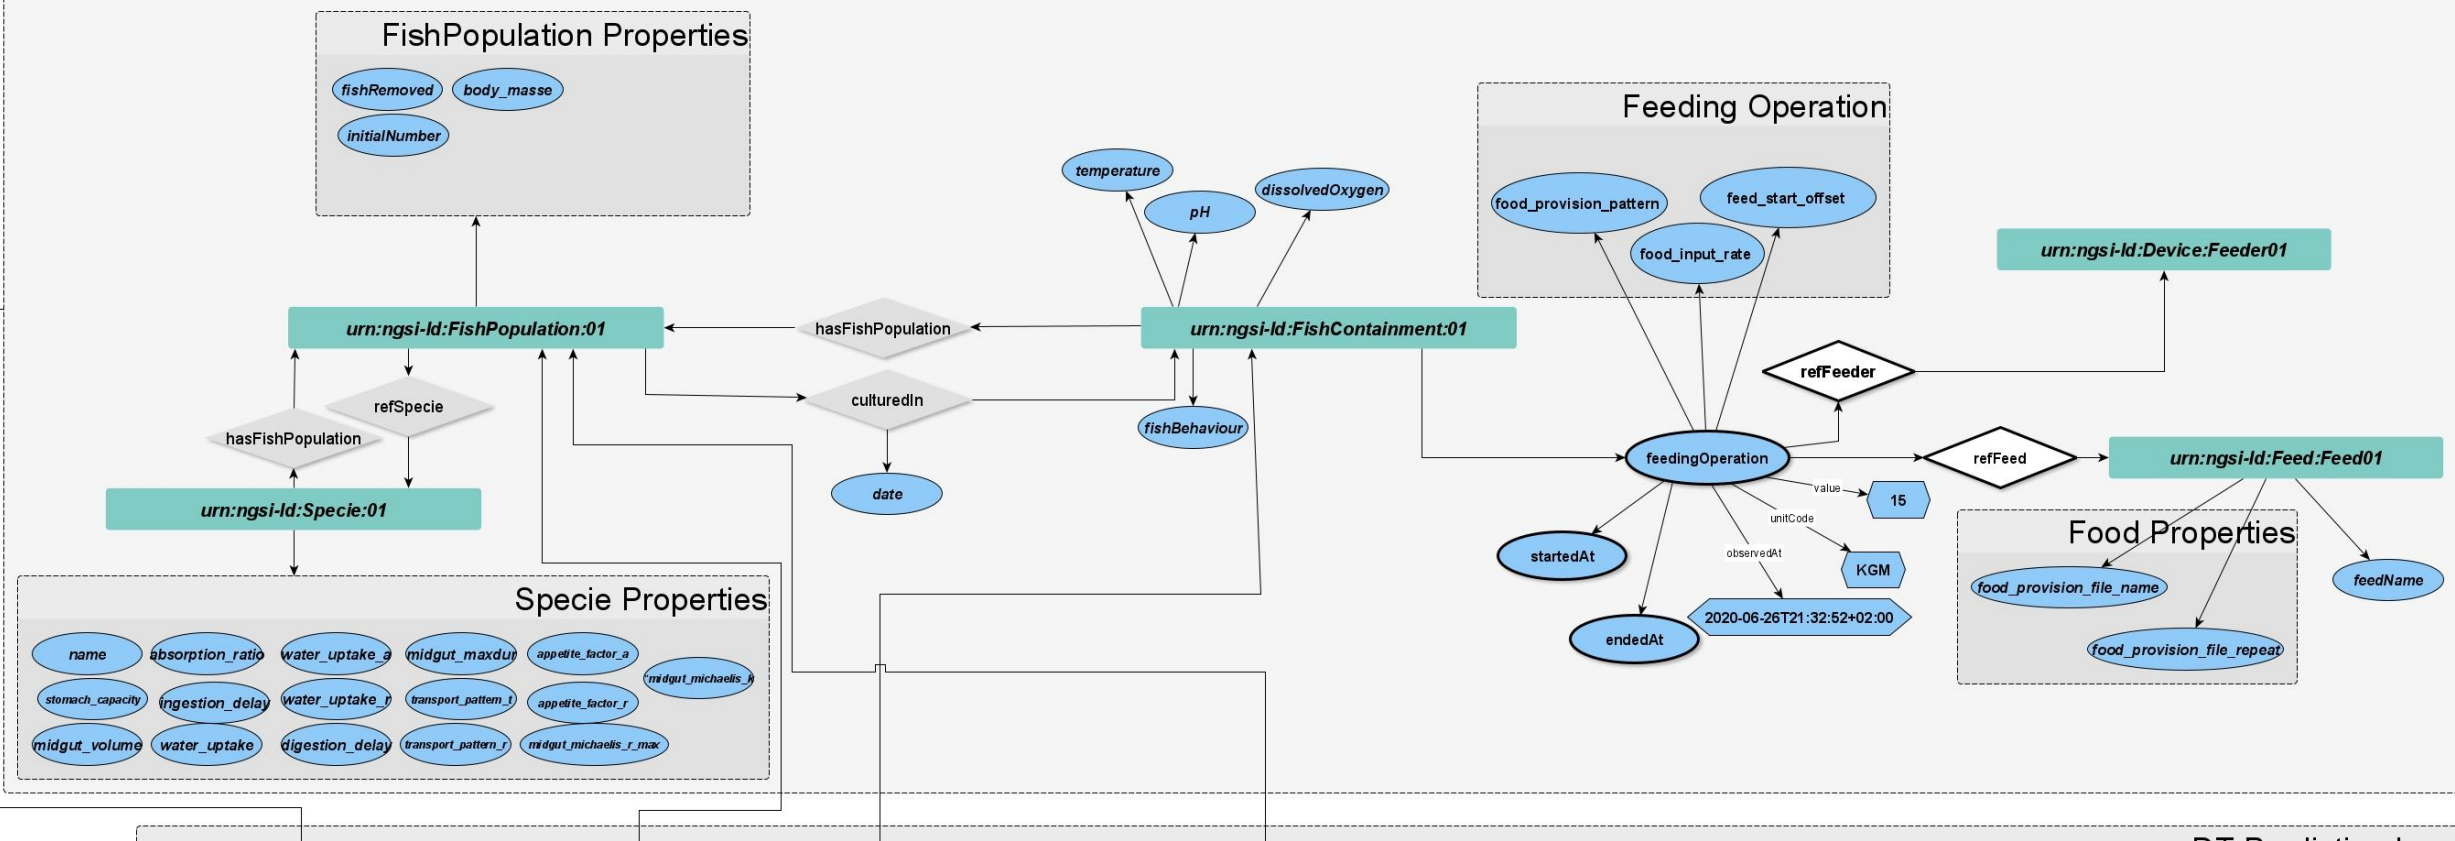 FishPopulation Properties
fishRemoved
body_masse
initialNumber
Feeding Operation
food_provision_pattern
feed_start_offset
food_input_rate
temperature
pH
dissolvedOxygen
urn:ngsi-ld:Device:Feeder01
urn:ngsi-ld:FishPopulation:01
hasFishPopulation
urn:ngsi-ld:FishContainment:01
refSpecie
hasFishPopulation
culturedIn
fishBehaviour
date
refFeeder
feedingOperation
refFeed
urn:ngsi-ld:Feed:Feed01
value
15
unitCode
KGM
observedAt
2020-06-26T21:32:52+02:00
startedAt
endedAt
urn:ngsi-ld:Specie:01
Food Properties
food_provision_file_name
food_provision_file_repeat
feedName
Specie Properties
name
absorption_ratio
water_uptake_a
midgut_maxdur
appetite_factor_a
"midgut_michaelis_k
stomach_capacity
ingestion_delay
water_uptake_r
transport_pattern_t
appetite_factor_r
midgut_volume
water_uptake
digestion_delay
transport_pattern_r
midgut_michaelis_r_max